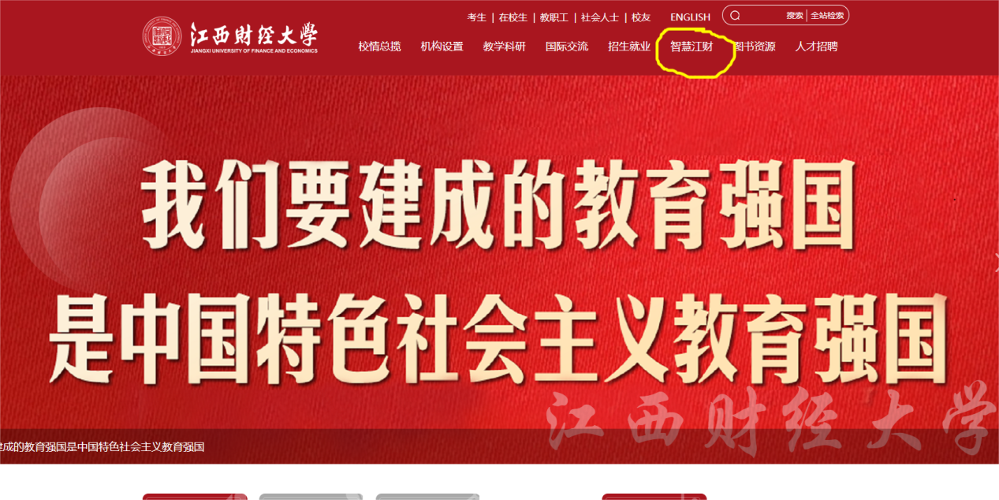 考生 | 在校生 | 教职工 | 社会人士 | 校友 ENGLISH 搜索 | 全站检索
江西财经大学
JIANGXI UNIVERSITY OF FINANCE AND ECONOMICS
校情总揽 机构设置 教学科研 国际交流 招生就业 智慧江财 图书资源 人才招聘
我们要建成的教育强国
是中国特色社会主义教育强国
江西财经大学
建成的教育强国是中国特色社会主义教育强国